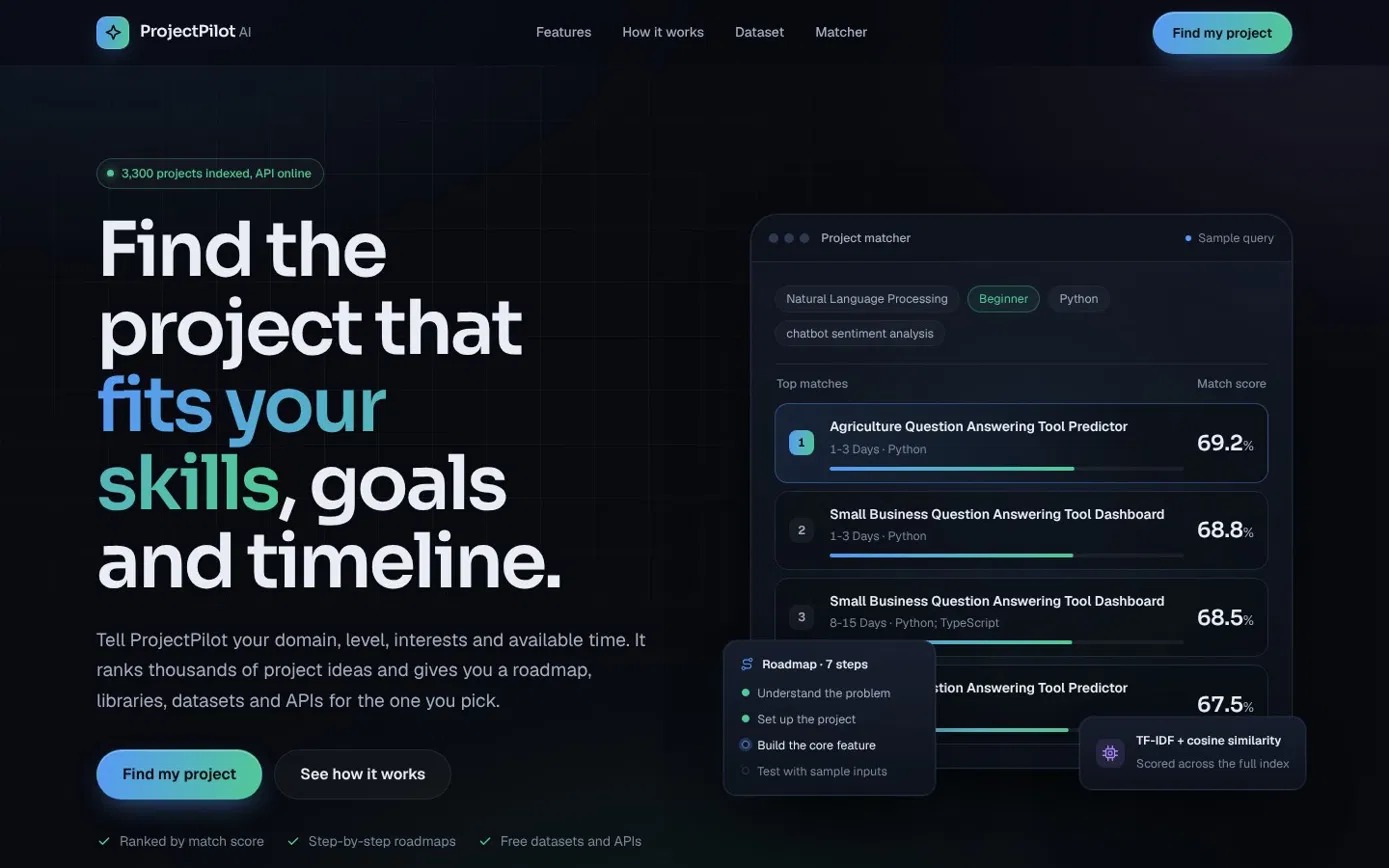 ProjectPilot AI
Features
How it works
Dataset
Matcher
Find my project
3,300 projects indexed, API online
Find the
project that
fits your
skills, goals
and timeline.
Tell ProjectPilot your domain, level, interests and available time. It
ranks thousands of project ideas and gives you a roadmap,
libraries, datasets and APIs for the one you pick.
Find my project
See how it works
Ranked by match score
Step-by-step roadmaps
Free datasets and APIs
Project matcher
Sample query
Natural Language Processing
Beginner
Python
chatbot sentiment analysis
Top matches
Match score
1
Agriculture Question Answering Tool Predictor
1-3 Days · Python
69.2%
2
Small Business Question Answering Tool Dashboard
1-3 Days · Python
68.8%
3
Small Business Question Answering Tool Dashboard
8-15 Days · Python; TypeScript
68.5%
Answering Tool Predictor
67.5%
Roadmap · 7 steps
Understand the problem
Set up the project
Build the core feature
Test with sample inputs
TF-IDF + cosine similarity
Scored across the full index